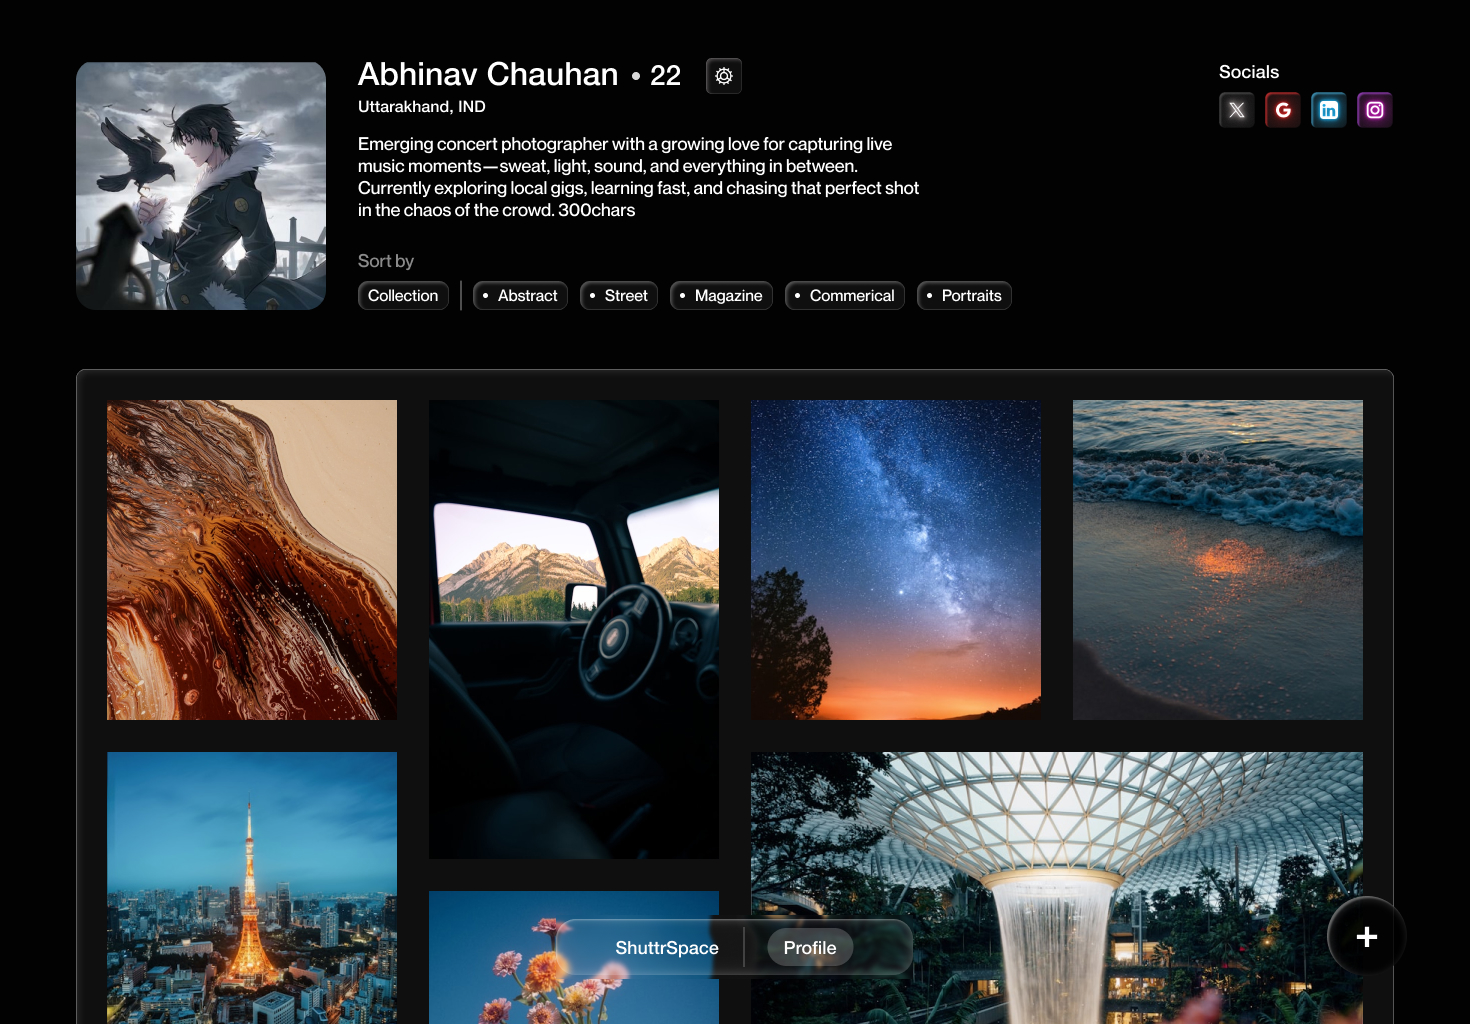 Abhinav Chauhan • 22
Uttarakhand, IND
Emerging concert photographer with a growing love for capturing live
music moments—sweat, light, sound, and everything in between.
Currently exploring local gigs, learning fast, and chasing that perfect shot
in the chaos of the crowd. 300chars
Socials
X G in
Sort by
Collection • Abstract • Street • Magazine • Commerical • Portraits
ShuttrSpace Profile
+